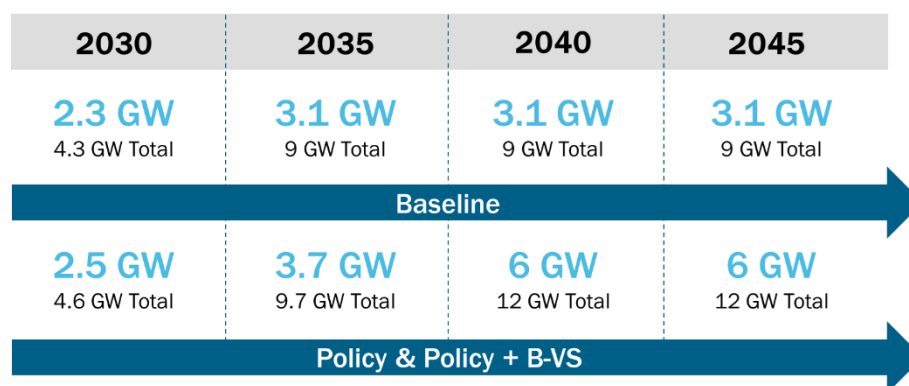 2030 2035 2040 2045
2.3 GW 3.1 GW 3.1 GW 3.1 GW
4.3 GW Total 9 GW Total 9 GW Total 9 GW Total
Baseline
2.5 GW 3.7 GW 6 GW 6 GW
4.6 GW Total 9.7 GW Total 12 GW Total 12 GW Total
Policy & Policy + B-VS